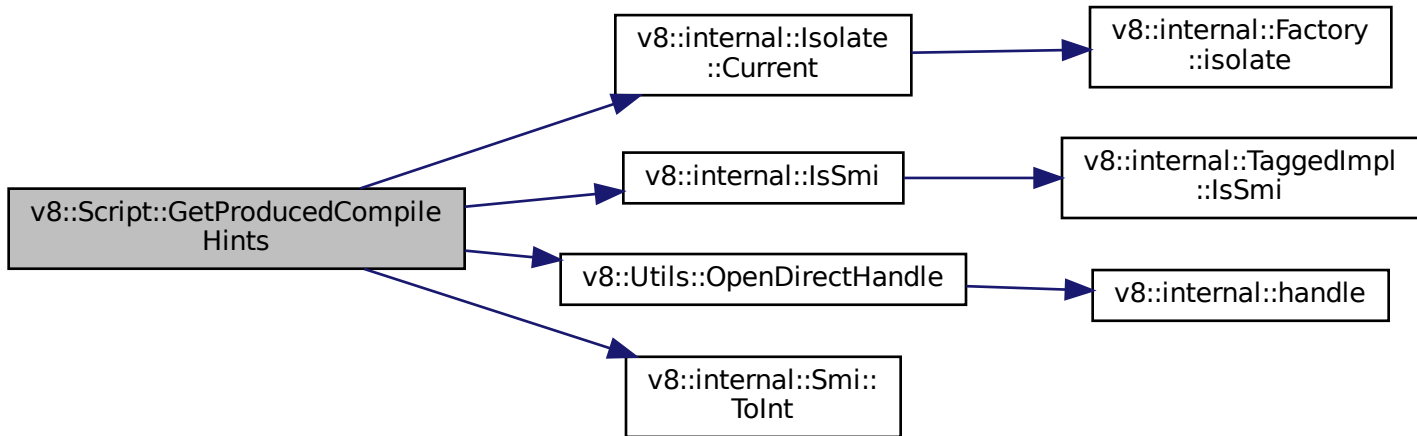 v8::Script::GetProducedCompile
Hints
v8::internal::Isolate
::Current
v8::internal::Factory
::isolate
v8::internal::IsSmi
v8::internal::TaggedImpl
::IsSmi
v8::Utils::OpenDirectHandle
v8::internal::handle
v8::internal::Smi::
ToInt